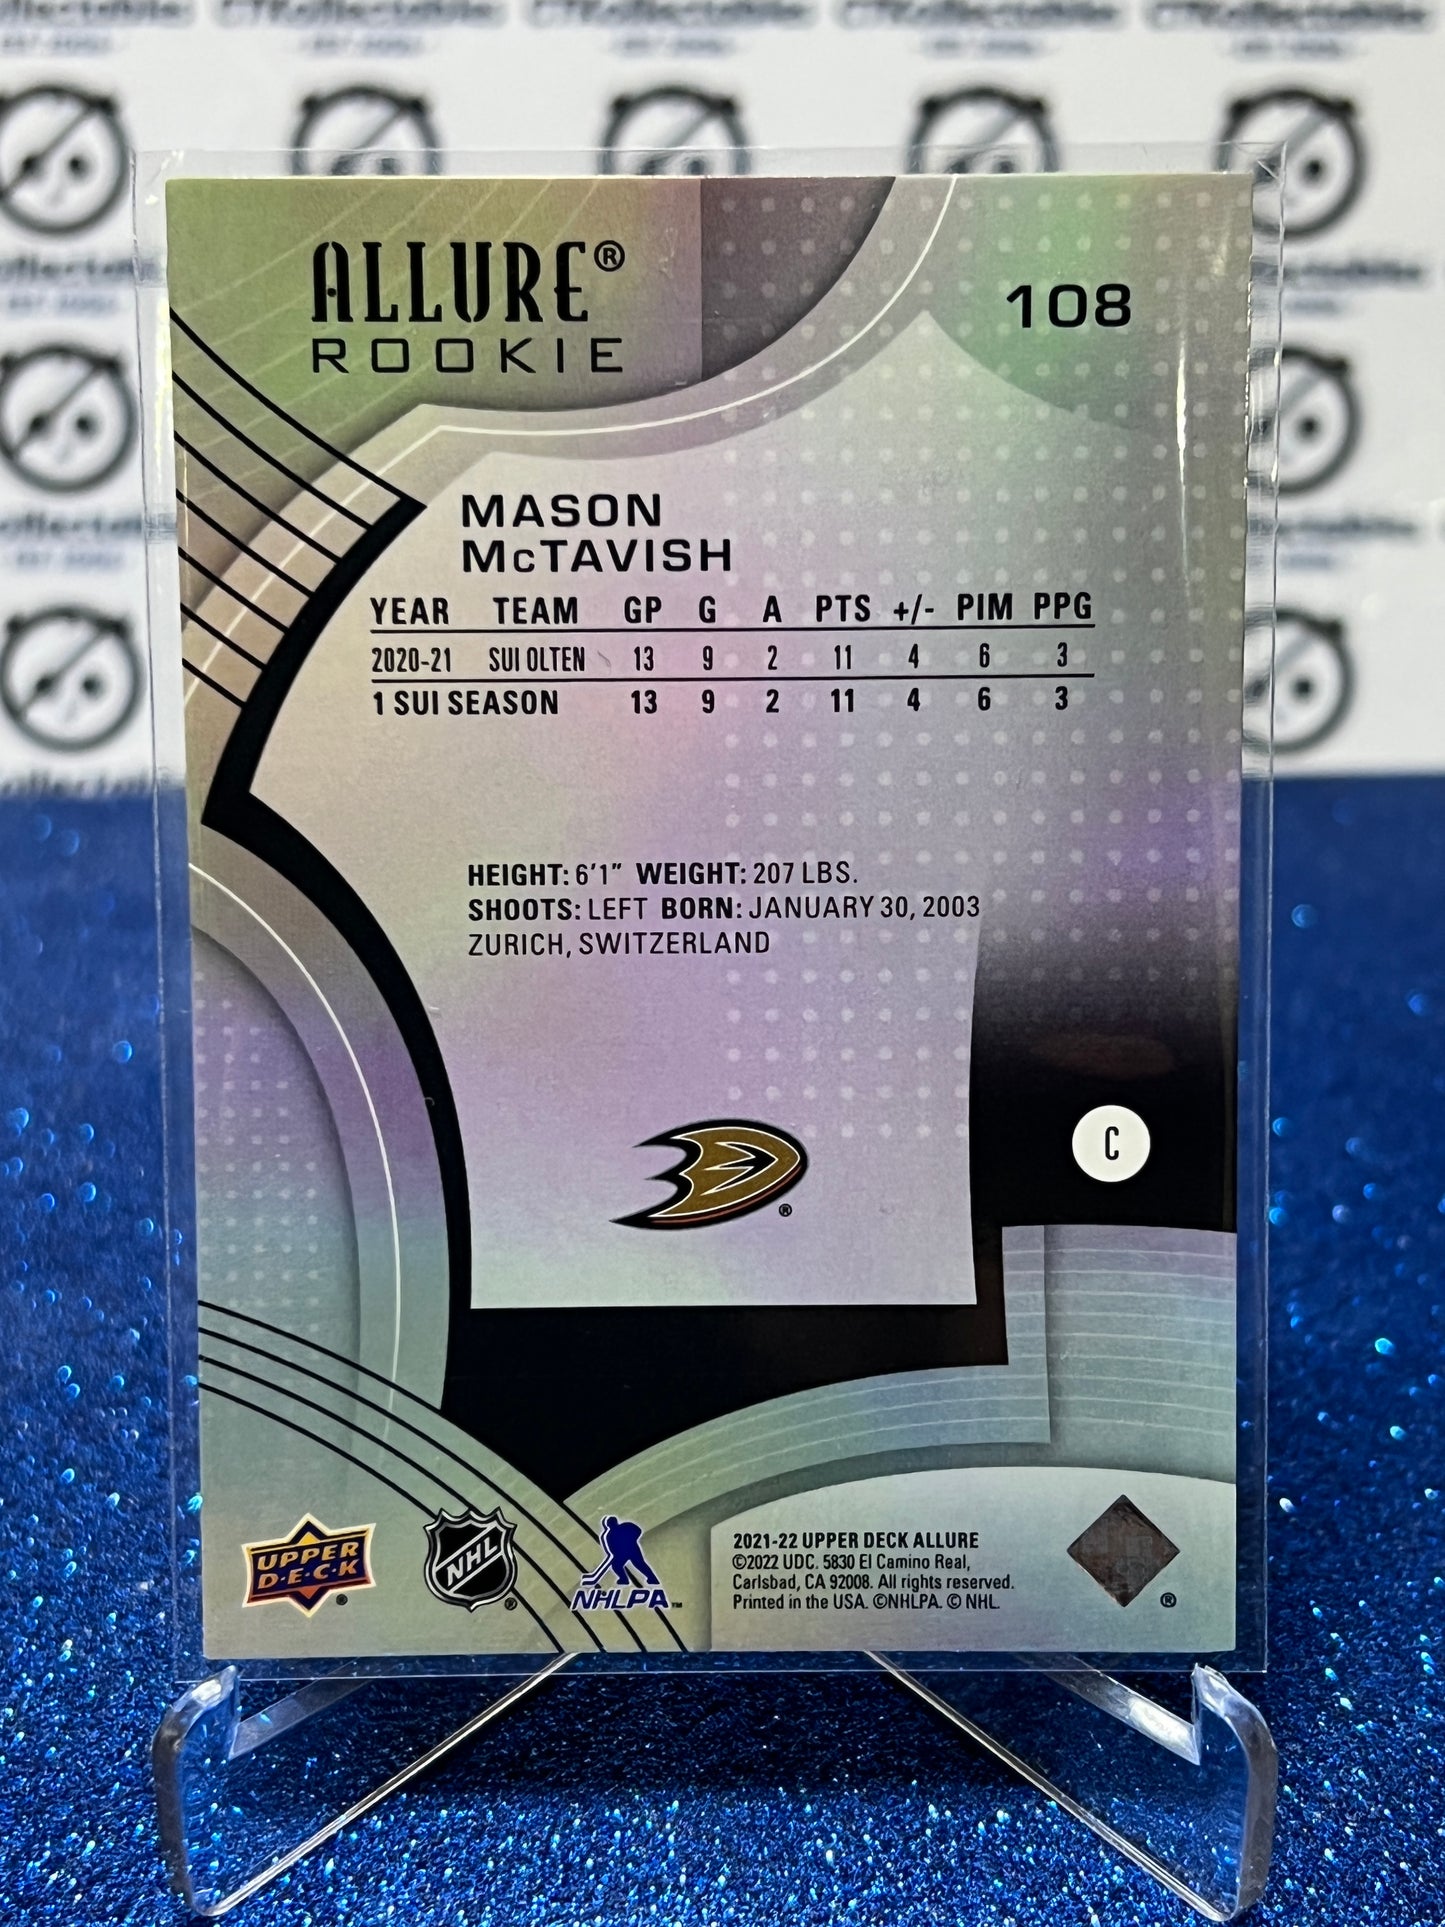 CTKollectables
ALLURE®
ROOKIE
108
MASON
McTAVISH
YEAR TEAM GP G A PTS +/- PIM PPG
2020-21 SUI OLTEN 13 9 2 11 4 6 3
1 SUI SEASON 13 9 2 11 4 6 3
HEIGHT: 6'1" WEIGHT: 207 LBS.
SHOOTS: LEFT BORN: JANUARY 30, 2003
ZURICH, SWITZERLAND
®
C
UPPER
D·E·C·K
®
NHL
®
NHLPA
™
2021-22 UPPER DECK ALLURE
©2022 UDC. 5830 El Camino Real,
Carlsbad, CA 92008. All rights reserved.
Printed in the USA. ©NHLPA. © NHL.
®